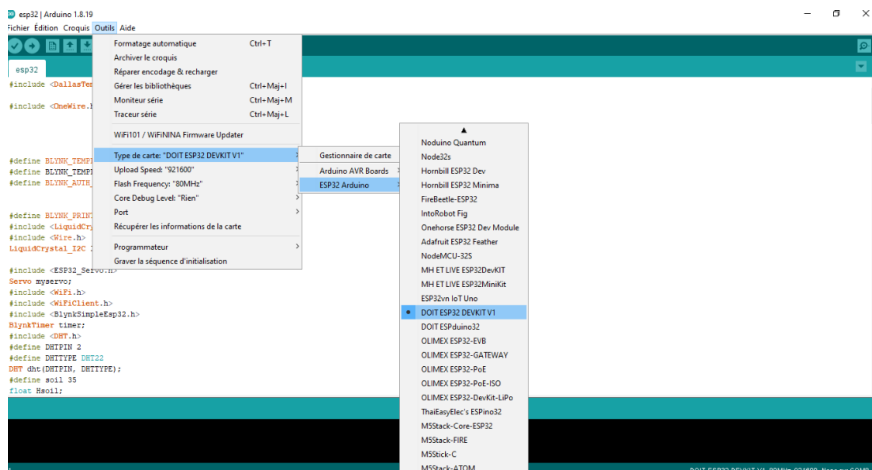 esp32 | Arduino 1.8.19
Fichier Édition Croquis Outils Aide
esp32
Formatage automatique Ctrl+T
Archiver le croquis
Réparer encodage & recharger
Gérer les bibliothèques Ctrl+Maj+I
Moniteur série Ctrl+Maj+M
Traceur série Ctrl+Maj+L
WiFi101 / WiFiNINA Firmware Updater
Type de carte: "DOIT ESP32 DEVKIT V1"
Upload Speed: "921600"
Flash Frequency: "80MHz"
Core Debug Level: "Rien"
Port
Récupérer les informations de la carte
Programmateur
Graver la séquence d'initialisation
Gestionnaire de carte
Arduino AVR Boards
ESP32 Arduino
Noduino Quantum
Node32s
Hornbill ESP32 Dev
Hornbill ESP32 Minima
FireBeetle-ESP32
IntoRobot Fig
Onehorse ESP32 Dev Module
Adafruit ESP32 Feather
NodeMCU-32S
MH ET LIVE ESP32DevKIT
MH ET LIVE ESP32MiniKit
ESP32vn IoT Uno
DOIT ESP32 DEVKIT V1
DOIT ESPduino32
OLIMEX ESP32-EVB
OLIMEX ESP32-GATEWAY
OLIMEX ESP32-PoE
OLIMEX ESP32-PoE-ISO
OLIMEX ESP32-DevKit-LiPo
ThaiEasyElec's ESPino32
M5Stack-Core-ESP32
M5Stack-FIRE
M5Stick-C
M5Stack-ATOM
#include <DallasTem
#include <OneWire.h
#define BLYNK_TEMPL
#define BLYNK_TEMPL
#define BLYNK_AUTH_
#define BLYNK_PRIN
#include <LiquidCry
#include <Wire.h>
LiquidCrystal_I2C
#include <ESP32_Servo.h>
Servo myservo;
#include <WiFi.h>
#include <WiFiClient.h>
#include <BlynkSimpleEsp32.h>
BlynkTimer timer;
#include <DHT.h>
#define DHTPIN 2
#define DHTTYPE DHT22
DHT dht(DHTPIN, DHTTYPE);
#define soil 35
float Hsoil;